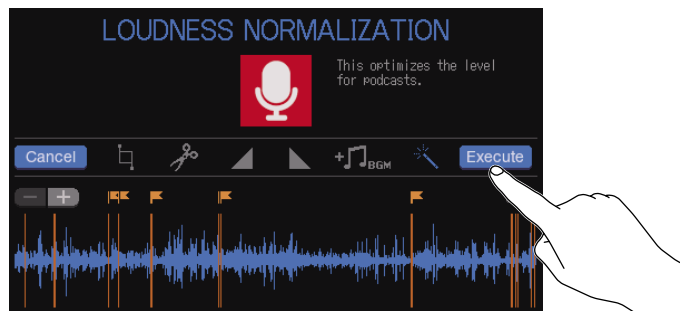 LOUDNESS NORMALIZATION
This optimizes the level
for podcasts.
Cancel
+ BGM
Execute
− +